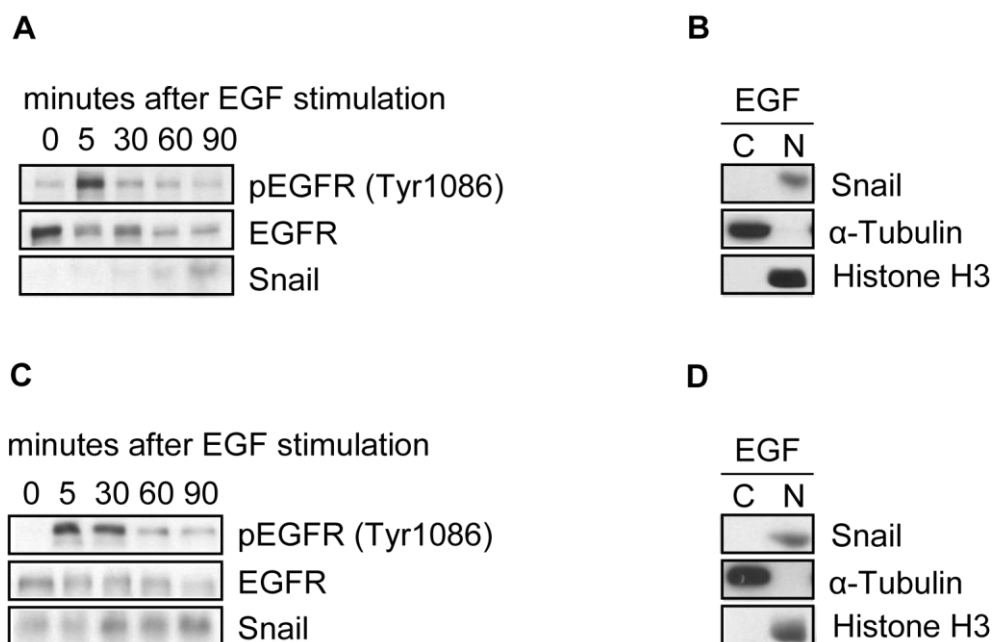 A
minutes after EGF stimulation
0 5 30 60 90
pEGFR (Tyr1086)
EGFR
Snail
B
EGF
C N
Snail
α-Tubulin
Histone H3
C
minutes after EGF stimulation
0 5 30 60 90
pEGFR (Tyr1086)
EGFR
Snail
D
EGF
C N
Snail
α-Tubulin
Histone H3